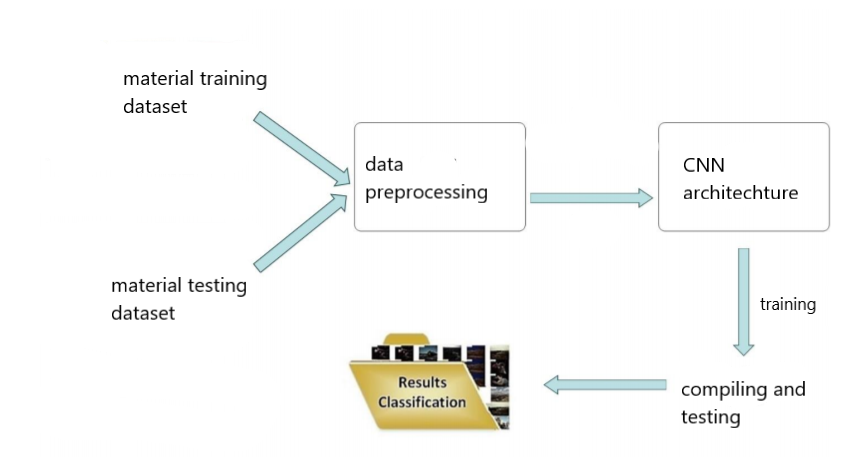 material training
dataset
data
preprocessing
CNN
architechture
material testing
dataset
training
compiling and
testing
Results
Classification